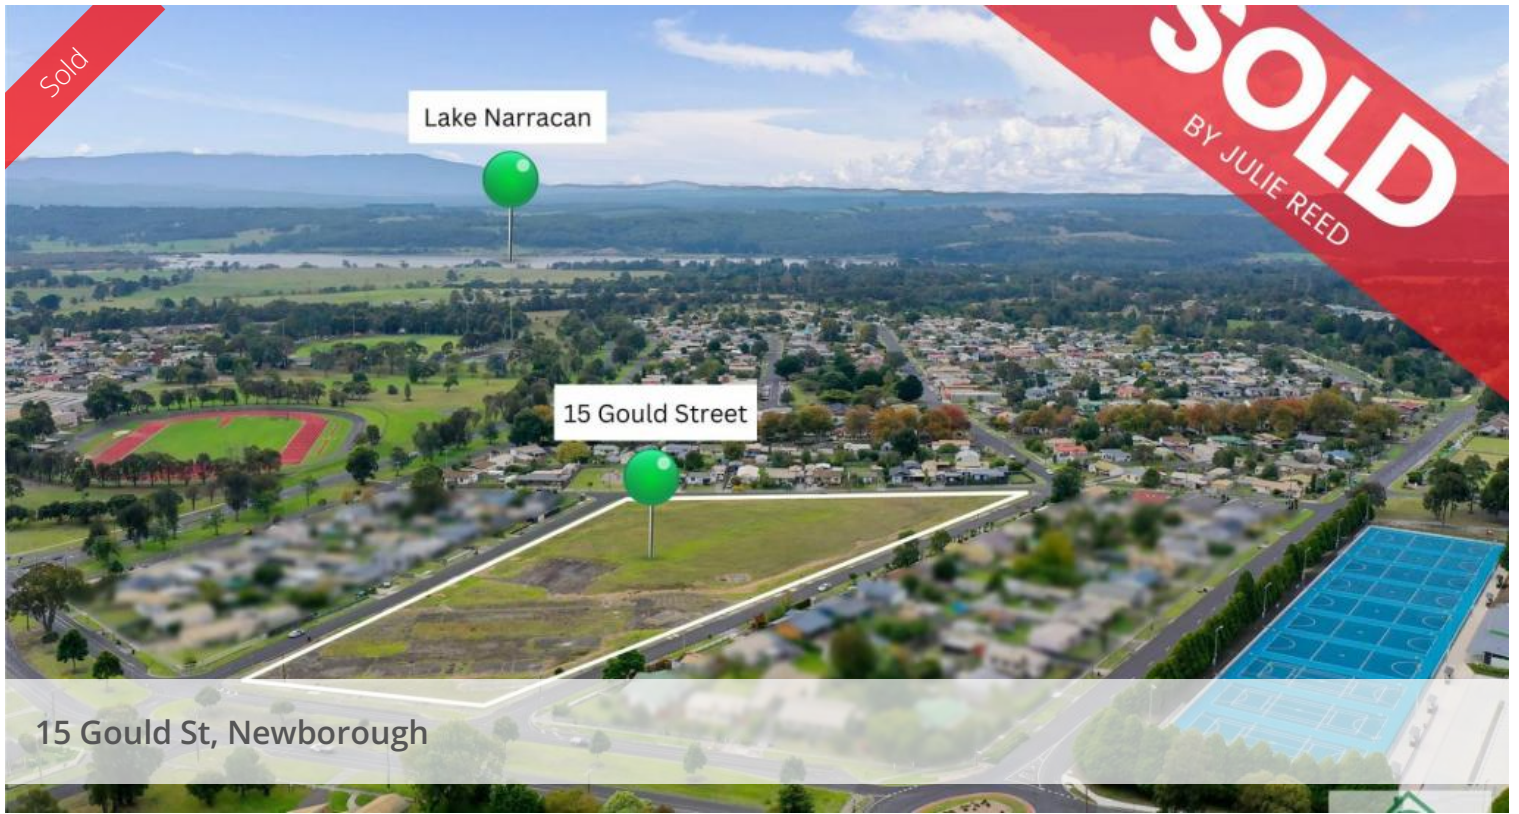 Sold
SOLD
BY JULIE REED
Lake Narracan
15 Gould Street
15 Gould St, Newborough